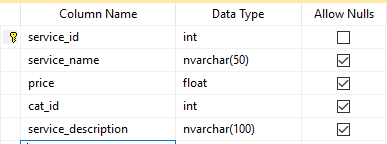 Column Name Data Type Allow Nulls
service_id int
service_name nvarchar(50)
price float
cat_id int
service_description nvarchar(100)